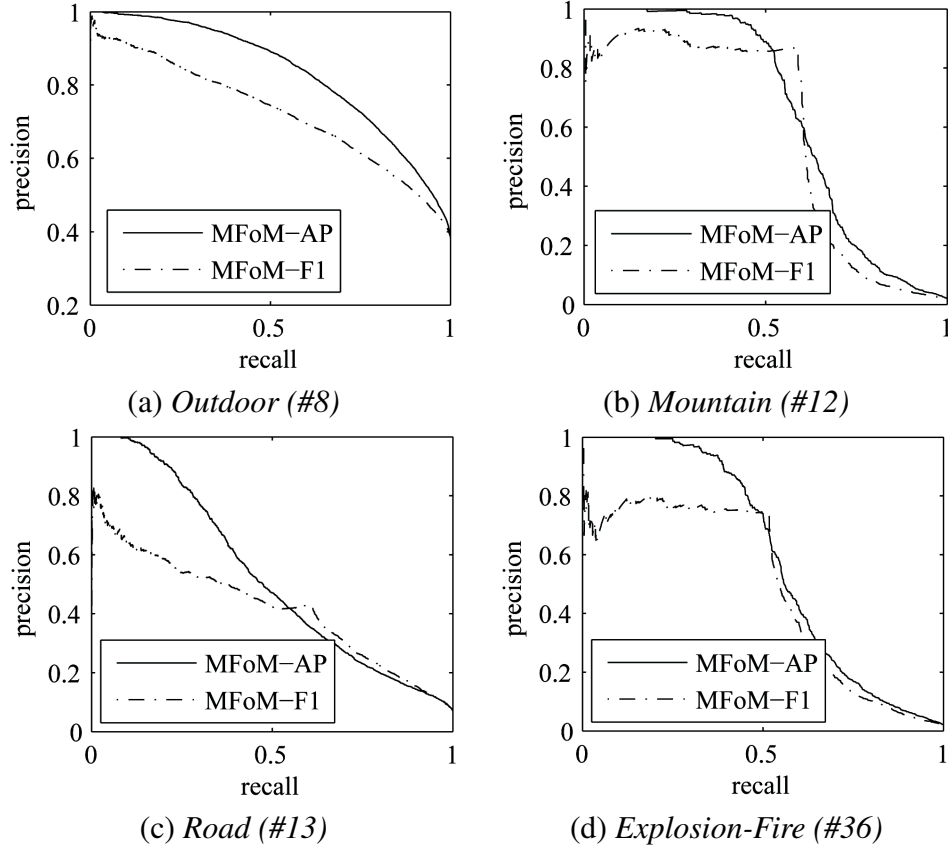 1
0.8
0.6
0.4
0.2
0
0.5
1
precision
recall
MFoM−AP
MFoM−F1
(a) Outdoor (#8)
1
0.8
0.6
0.4
0.2
0
0
0.5
1
precision
recall
MFoM−AP
MFoM−F1
(b) Mountain (#12)
1
0.8
0.6
0.4
0.2
0
0
0.5
1
precision
recall
MFoM−AP
MFoM−F1
(c) Road (#13)
1
0.8
0.6
0.4
0.2
0
0
0.5
1
precision
recall
MFoM−AP
MFoM−F1
(d) Explosion-Fire (#36)